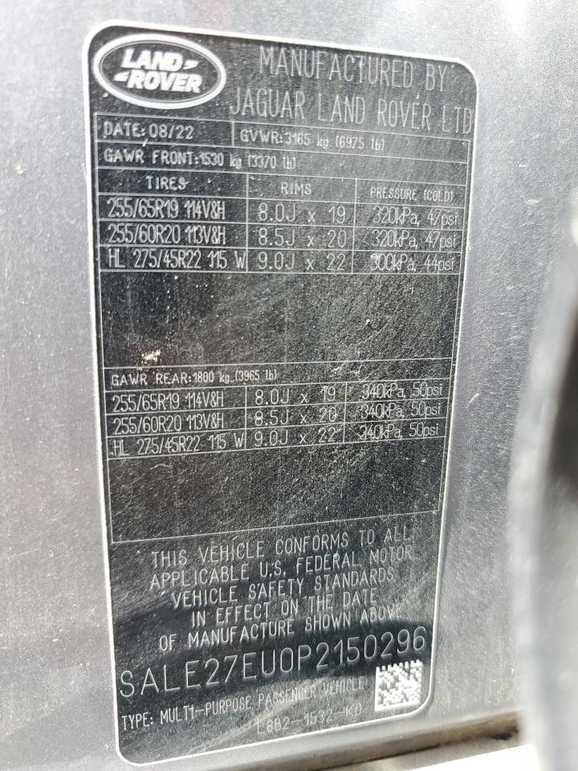 LAND
ROVER
MANUFACTURED BY
JAGUAR LAND ROVER LTD
DATE: 08/22 GVWR: 3165 kg (6975 lb)
GAWR FRONT: 1530 kg (3370 lb)
TIRES RIMS PRESSURE (COLD)
255/65R19 114V&H 8.0J x 19 320kPa, 47psi
255/60R20 113V&H 8.5J x 20 320kPa, 47psi
HL 275/45R22 115 W 9.0J x 22 300kPa, 44psi
GAWR REAR: 1800 kg (3965 lb)
255/65R19 114V&H 8.0J x 19 340kPa, 50psi
255/60R20 113V&H 8.5J x 20 340kPa, 50psi
HL 275/45R22 115 W 9.0J x 22 340kPa, 50psi
THIS VEHICLE CONFORMS TO ALL
APPLICABLE U.S. FEDERAL MOTOR
VEHICLE SAFETY STANDARDS
IN EFFECT ON THE DATE
OF MANUFACTURE SHOWN ABOVE
SALE27EU0P2150296
TYPE: MULTI-PURPOSE PASSENGER VEHICLE